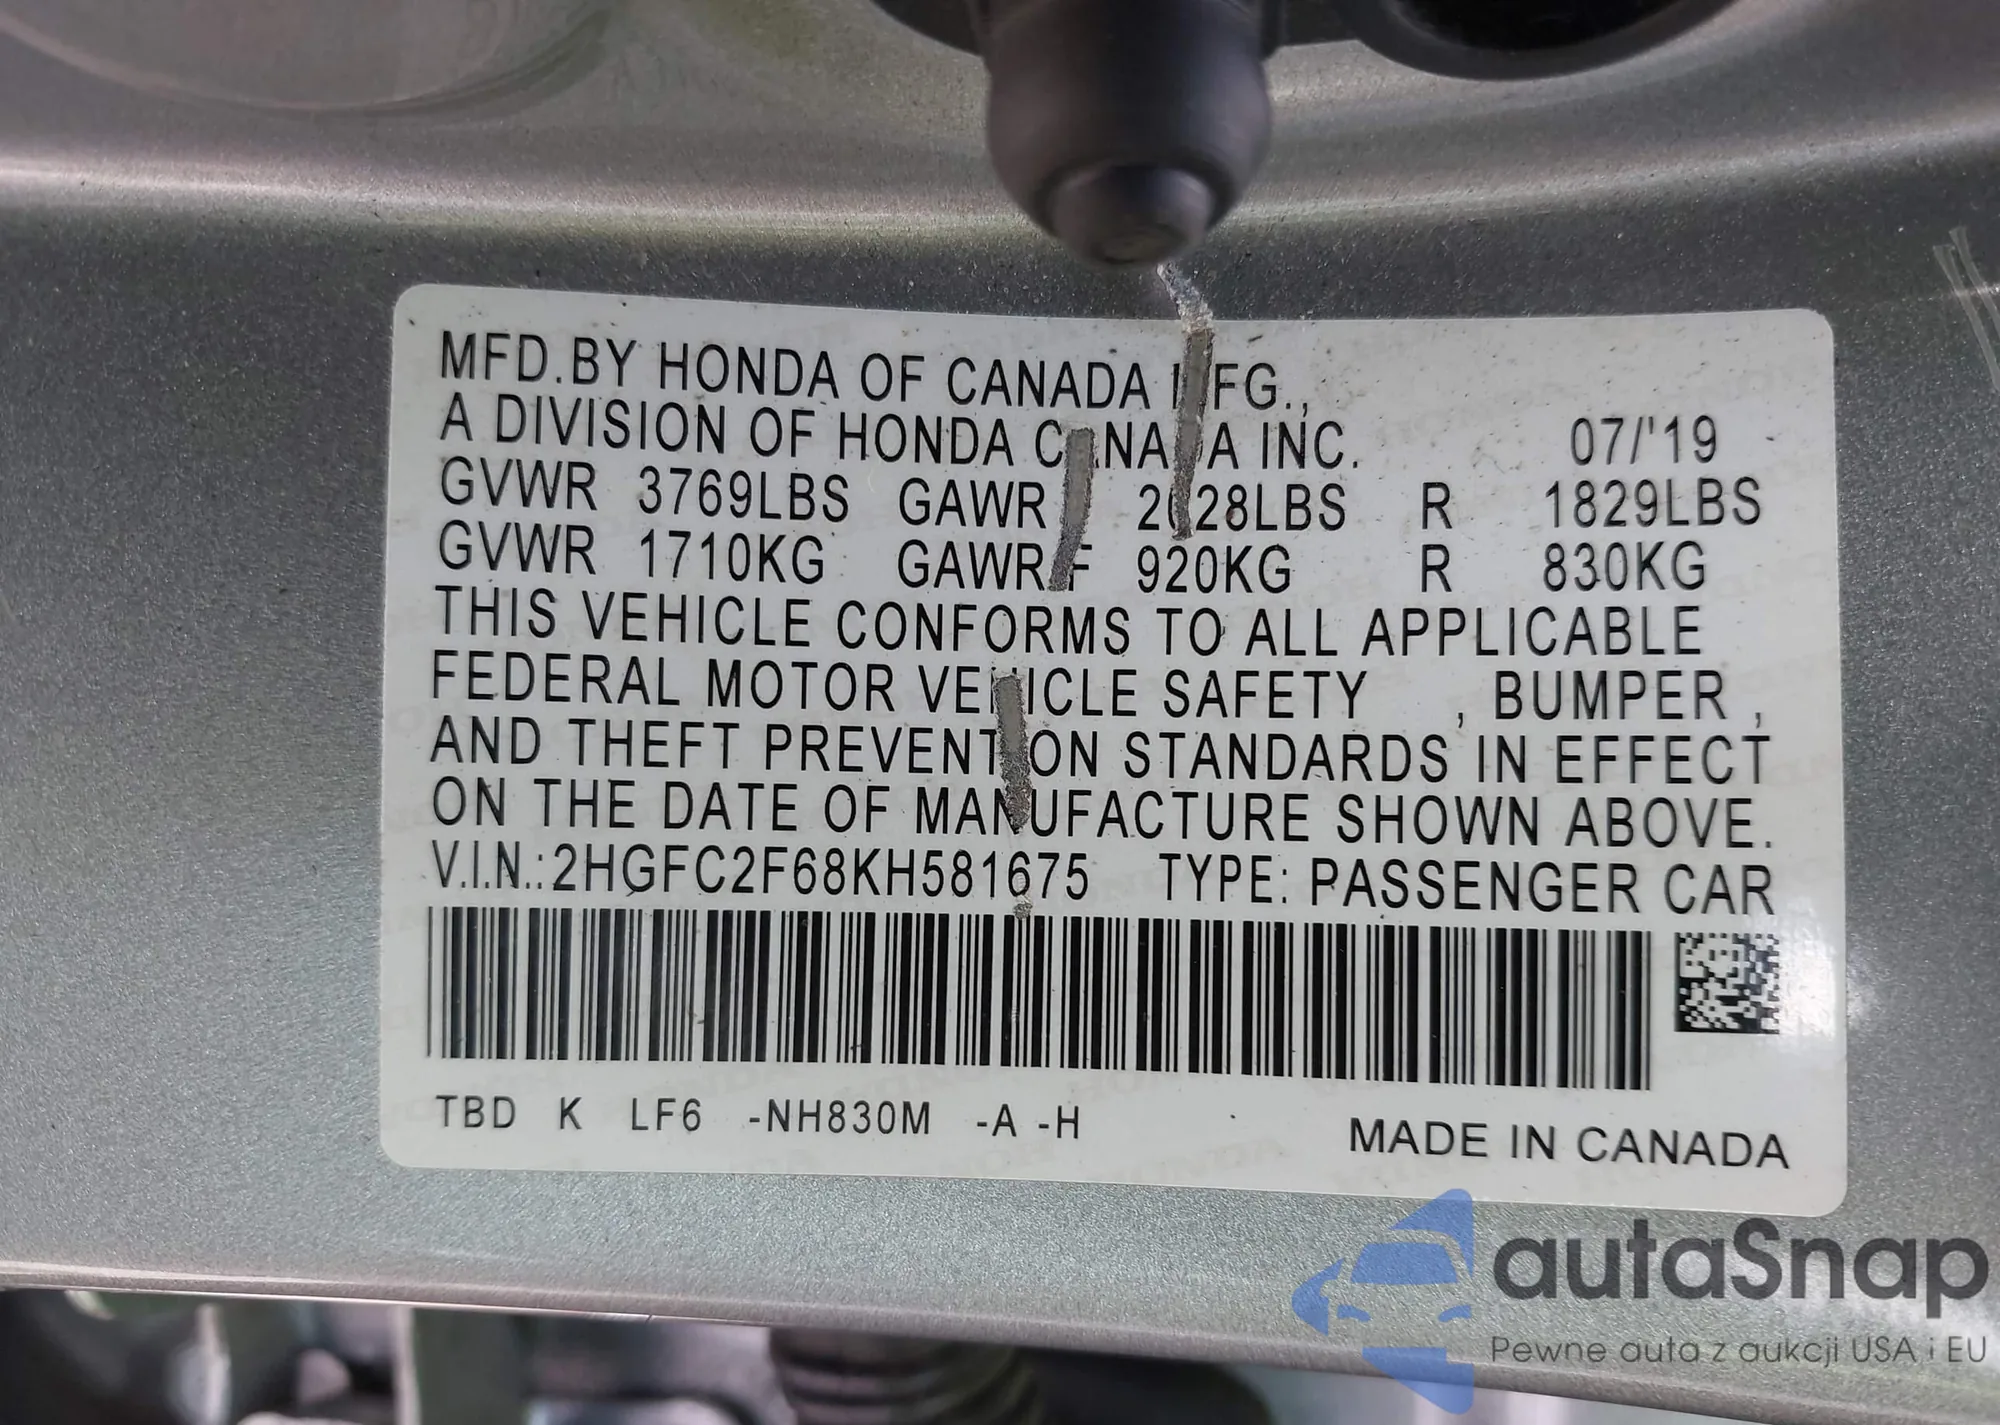 MFD.BY HONDA OF CANADA MFG.,
A DIVISION OF HONDA CANADA INC. 07/'19
GVWR 3769LBS GAWR F 2028LBS R 1829LBS
GVWR 1710KG GAWR F 920KG R 830KG
THIS VEHICLE CONFORMS TO ALL APPLICABLE
FEDERAL MOTOR VEHICLE SAFETY , BUMPER ,
AND THEFT PREVENTION STANDARDS IN EFFECT
ON THE DATE OF MANUFACTURE SHOWN ABOVE.
V.I.N.:2HGFC2F68KH581675 TYPE: PASSENGER CAR
TBD K LF6 -NH830M -A -H
MADE IN CANADA
autaSnap
Pewne auta z aukcji USA i EU